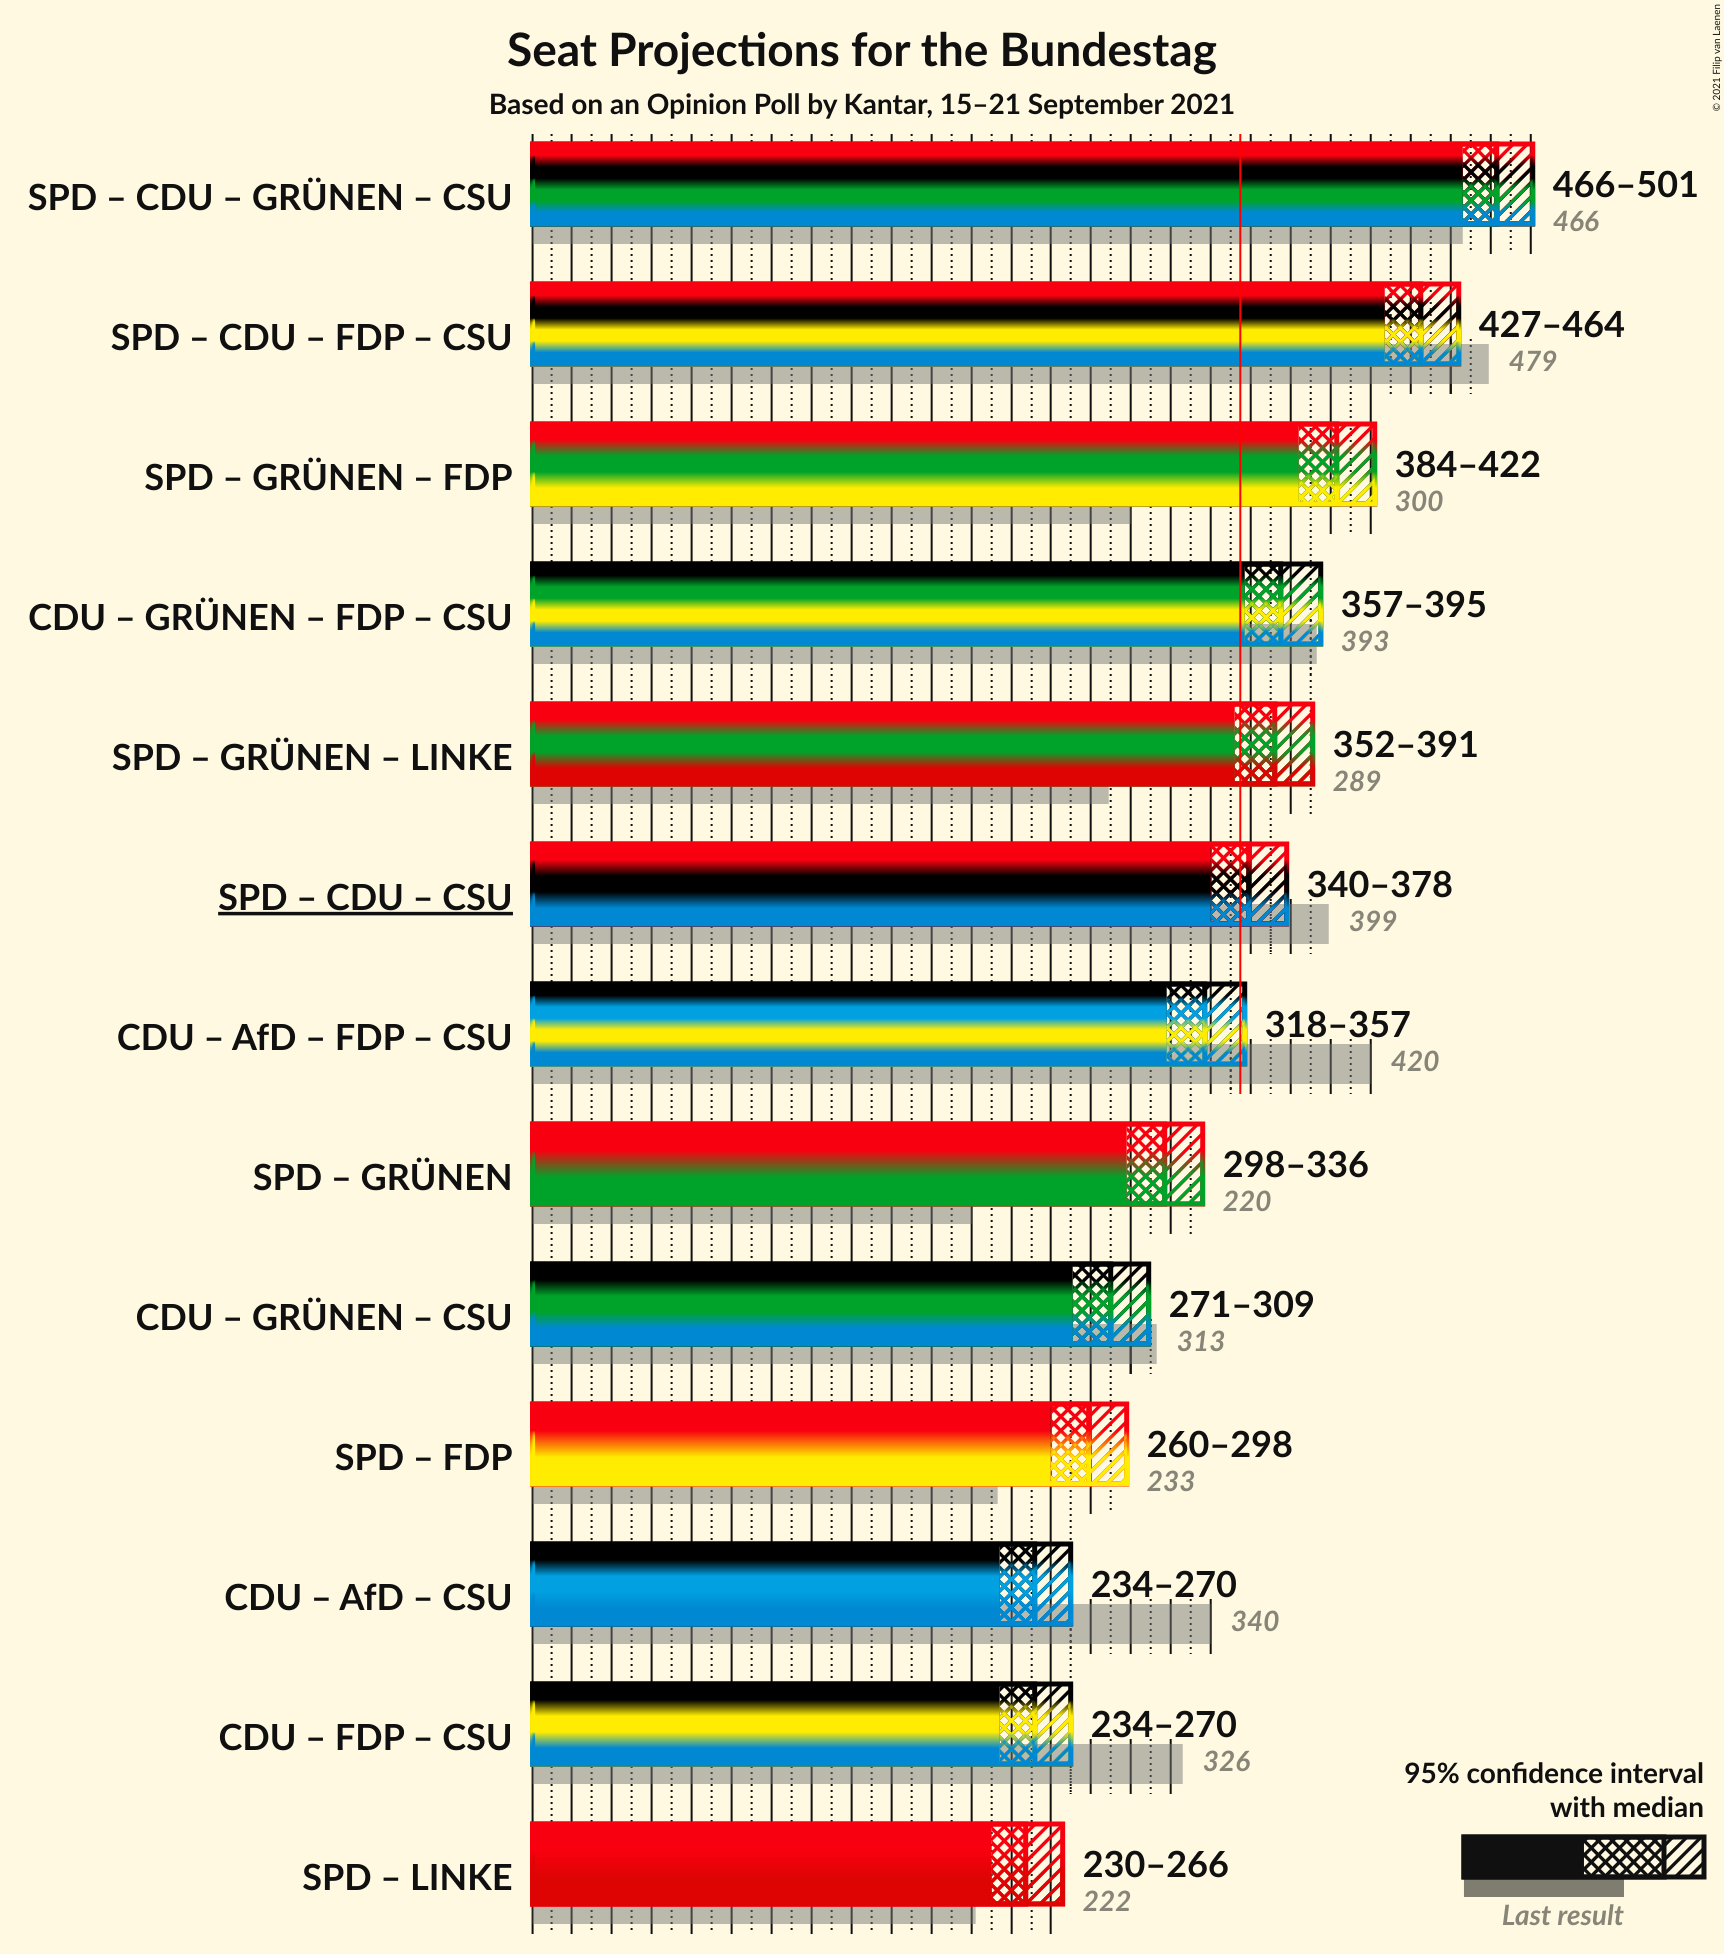 Seat Projections for the Bundestag
Based on an Opinion Poll by Kantar, 15–21 September 2021
© 2021 Filip van Laenen
SPD – CDU – GRÜNEN – CSU
466–501
466
SPD – CDU – FDP – CSU
427–464
479
SPD – GRÜNEN – FDP
384–422
300
CDU – GRÜNEN – FDP – CSU
357–395
393
SPD – GRÜNEN – LINKE
352–391
289
SPD – CDU – CSU
340–378
399
CDU – AfD – FDP – CSU
318–357
420
SPD – GRÜNEN
298–336
220
CDU – GRÜNEN – CSU
271–309
313
SPD – FDP
260–298
233
CDU – AfD – CSU
234–270
340
CDU – FDP – CSU
234–270
326
SPD – LINKE
230–266
222
95% confidence interval
with median
Last result